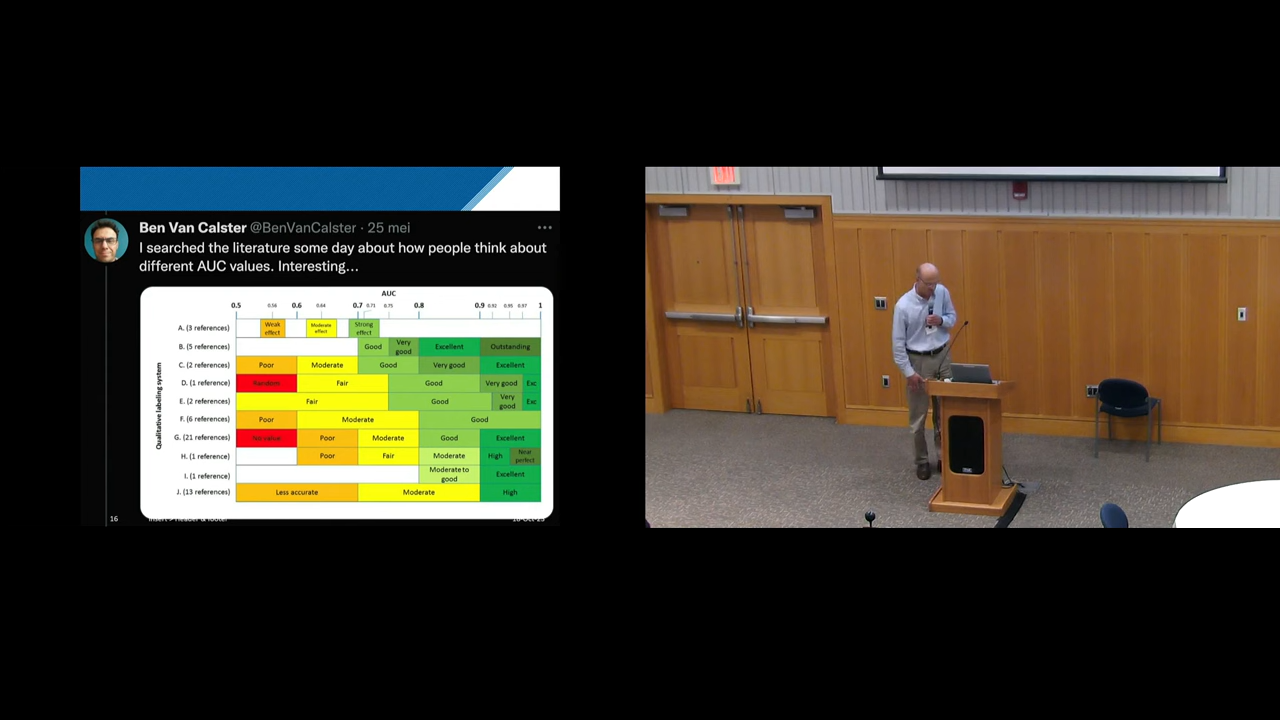 Ben Van Calster @BenVanCalster · 25 mei ...
I searched the literature some day about how people think about
different AUC values. Interesting...
AUC
0.5 0.56 0.6 0.64 0.7 0.71 0.75 0.8 0.9 0.92 0.95 0.97 1
Qualitative labeling system
A. (3 references) Weak effect Moderate effect Strong effect
B. (5 references) Good Very good Excellent Outstanding
C. (2 references) Poor Moderate Good Very good Excellent
D. (1 reference) Random Fair Good Very good Exc
E. (2 references) Fair Good Very good Exc
F. (6 references) Poor Moderate Good
G. (21 references) Poor Moderate Good Excellent
H. (1 reference) Poor Fair Moderate High Near perfect
I. (1 reference) Moderate to good Excellent
J. (13 references) Less accurate Moderate High
16 Insert > Header & footer